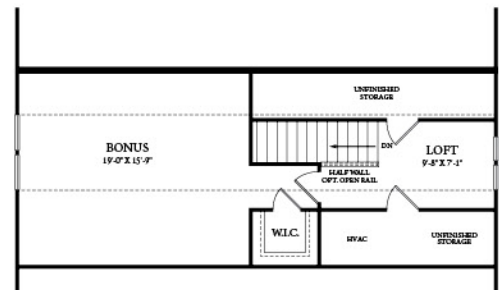 UNFINISHED
STORAGE
BONUS
19'-0" X 15'-9"
DN
LOFT
9'-8" X 7'-1"
HALF WALL
OPT. OPEN RAIL
W.I.C.
HVAC
UNFINISHED
STORAGE